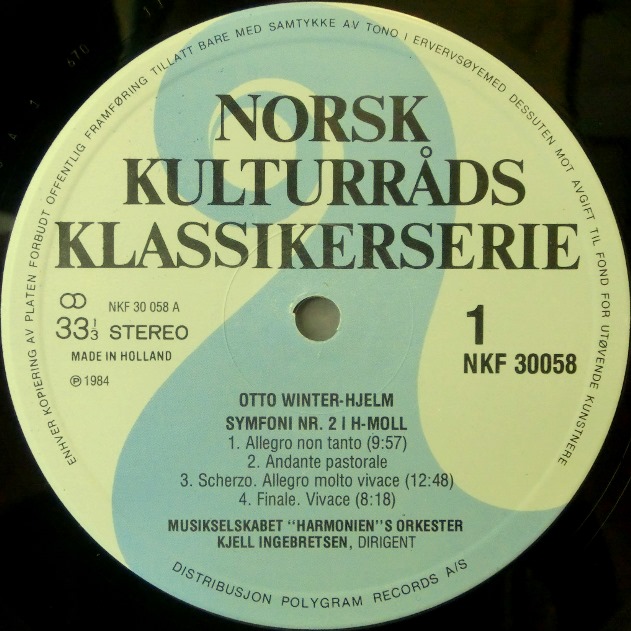 ENHVER KOPIERING AV PLATEN FORBUDT OFFENTLIG FRAMFØRING TILLATT BARE MED SAMTYKKE AV TONO I ERVERVSØYEMED DESSUTEN MOT AVGIFT TIL FOND FOR UTØVENDE KUNSTNERE
NORSK
KULTURRÅDS
KLASSIKERSERIE
NKF 30 058 A
33 1/3 STEREO
MADE IN HOLLAND
℗ 1984
1
NKF 30058
OTTO WINTER-HJELM
SYMFONI NR. 2 I H-MOLL
1. Allegro non tanto (9:57)
2. Andante pastorale
3. Scherzo. Allegro molto vivace (12:48)
4. Finale. Vivace (8:18)
MUSIKSELSKABET "HARMONIEN"S ORKESTER
KJELL INGEBRETSEN, DIRIGENT
DISTRIBUSJON POLYGRAM RECORDS A/S